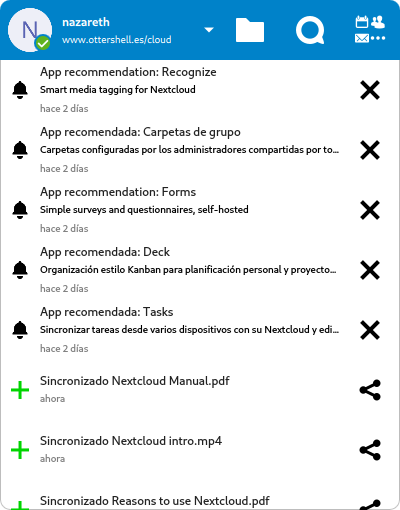 N
nazareth
www.ottershell.es/cloud
App recommendation: Recognize
Smart media tagging for Nextcloud
hace 2 días
App recomendada: Carpetas de grupo
Carpetas configuradas por los administradores compartidas por to...
hace 2 días
App recommendation: Forms
Simple surveys and questionnaires, self-hosted
hace 2 días
App recomendada: Deck
Organización estilo Kanban para planificación personal y proyecto...
hace 2 días
App recomendada: Tasks
Sincronizar tareas desde varios dispositivos con su Nextcloud y edi...
hace 2 días
Sincronizado Nextcloud Manual.pdf
ahora
Sincronizado Nextcloud intro.mp4
ahora
Sincronizado Reasons to use Nextcloud.pdf